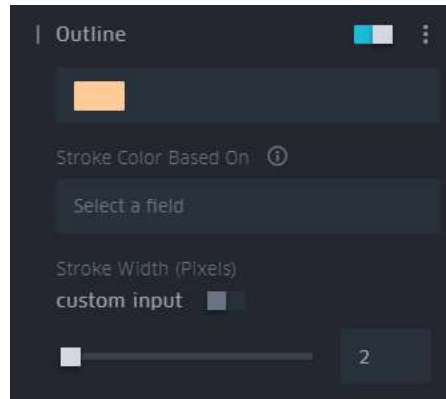 Outline
Stroke Color Based On
Select a field
Stroke Width (Pixels)
custom input
2